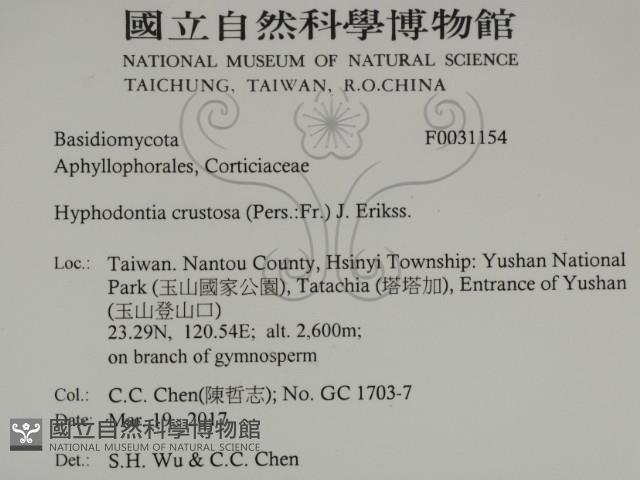 國立自然科學博物館
NATIONAL MUSEUM OF NATURAL SCIENCE
TAICHUNG, TAIWAN, R.O.CHINA
Basidiomycota F0031154
Aphyllophorales, Corticiaceae
Hyphodontia crustosa (Pers.:Fr.) J. Erikss.
Loc.: Taiwan. Nantou County, Hsinyi Township: Yushan National
Park (玉山國家公園), Tatachia (塔塔加), Entrance of Yushan
(玉山登山口)
23.29N, 120.54E; alt. 2,600m;
on branch of gymnosperm
Col.: C.C. Chen(陳哲志); No. GC 1703-7
Date: Mar. 19, 2017
國立自然科學博物館
NATIONAL MUSEUM OF NATURAL SCIENCE
Det.: S.H. Wu & C.C. Chen